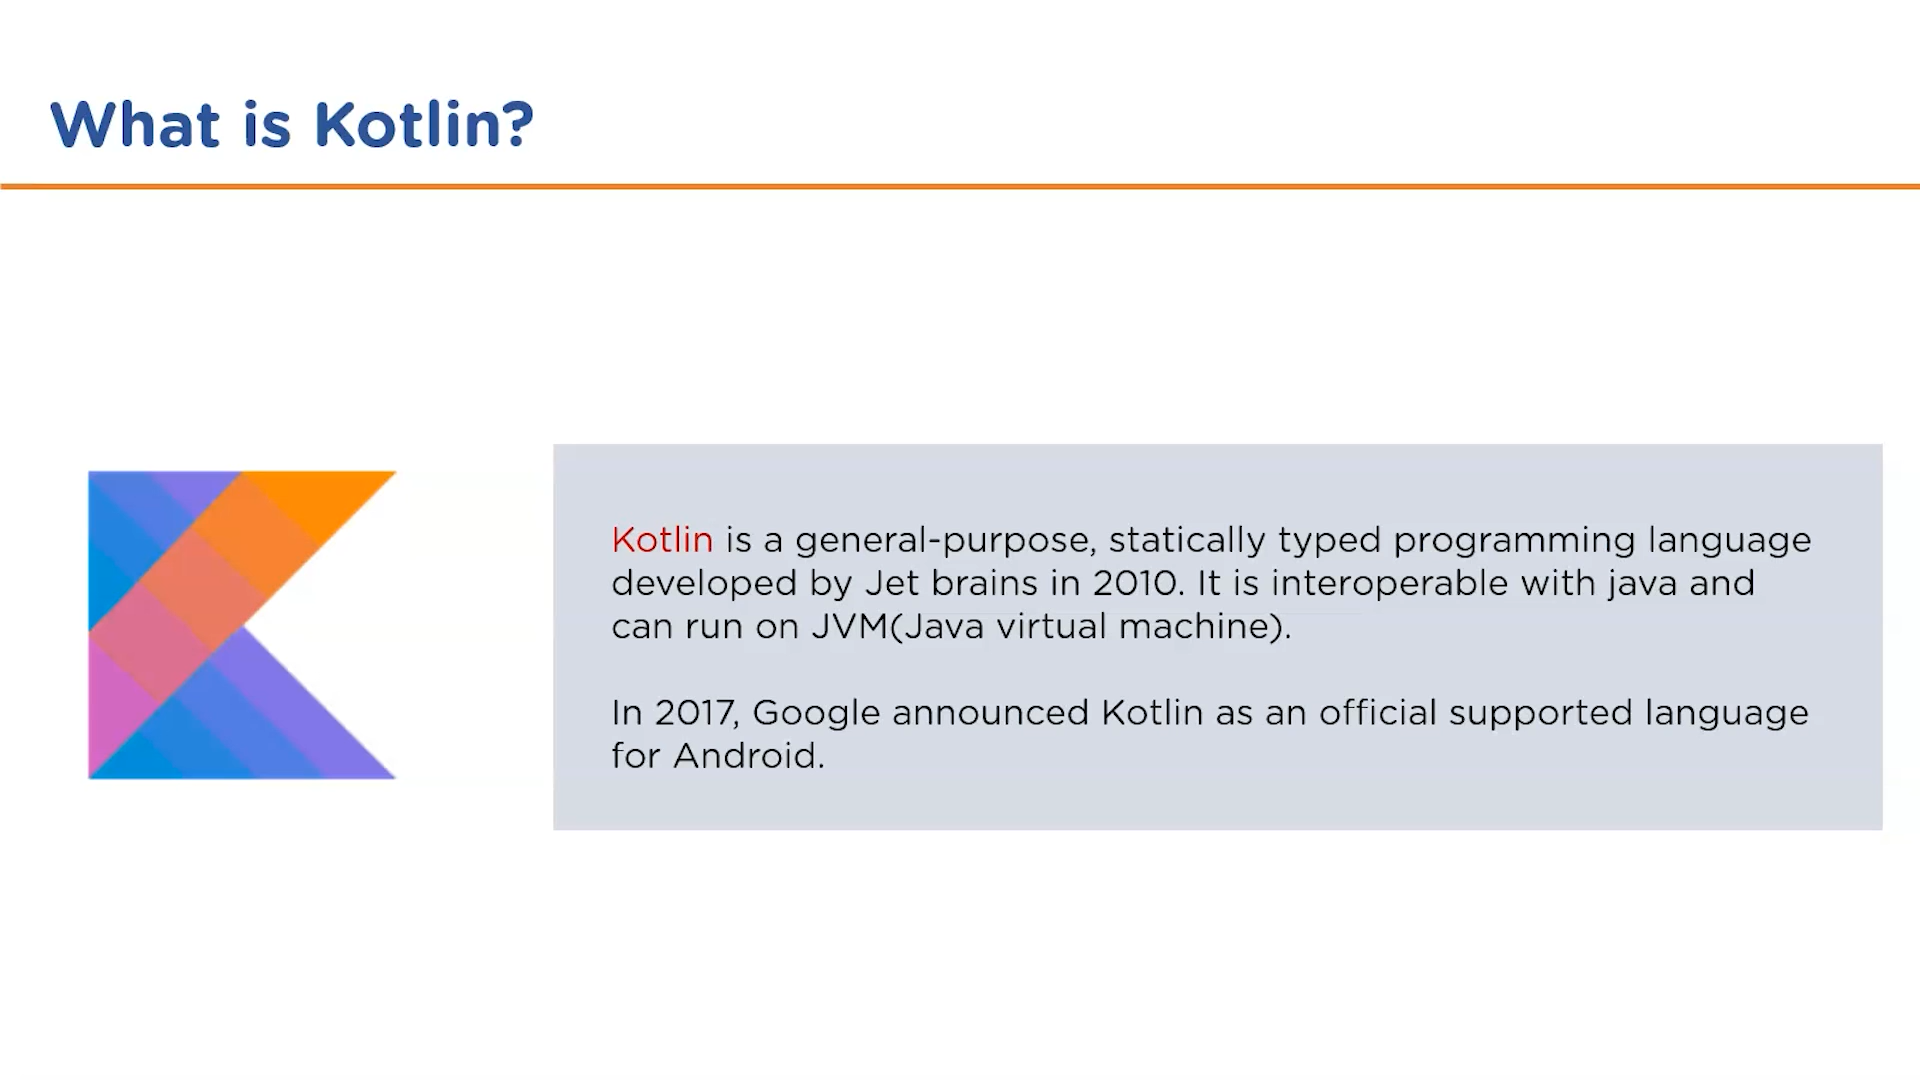 What is Kotlin?
Kotlin is a general-purpose, statically typed programming language
developed by Jet brains in 2010. It is interoperable with java and
can run on JVM(Java virtual machine).
In 2017, Google announced Kotlin as an official supported language
for Android.